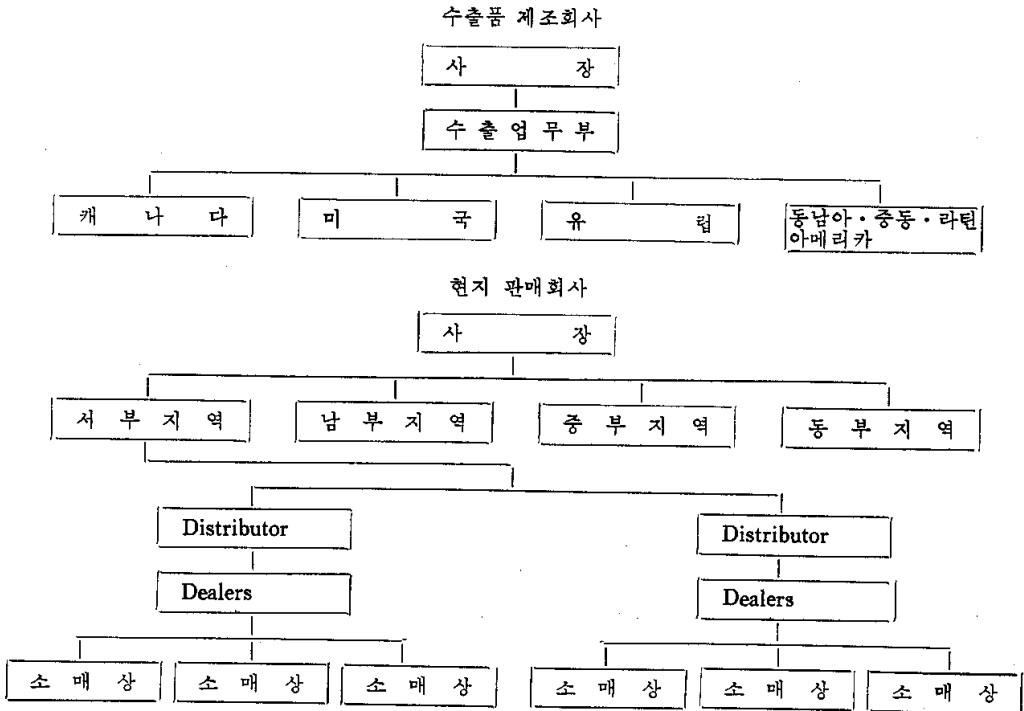 수출품 제조회사
사 장
수 출 업 무 부
캐 나 다
미 국
유 럽
동남아·중동·라틴
아메리카
현지 판매회사
사 장
서 부 지 역
남 부 지 역
중 부 지 역
동 부 지 역
Distributor
Distributor
Dealers
Dealers
소 매 상
소 매 상
소 매 상
소 매 상
소 매 상
소 매 상